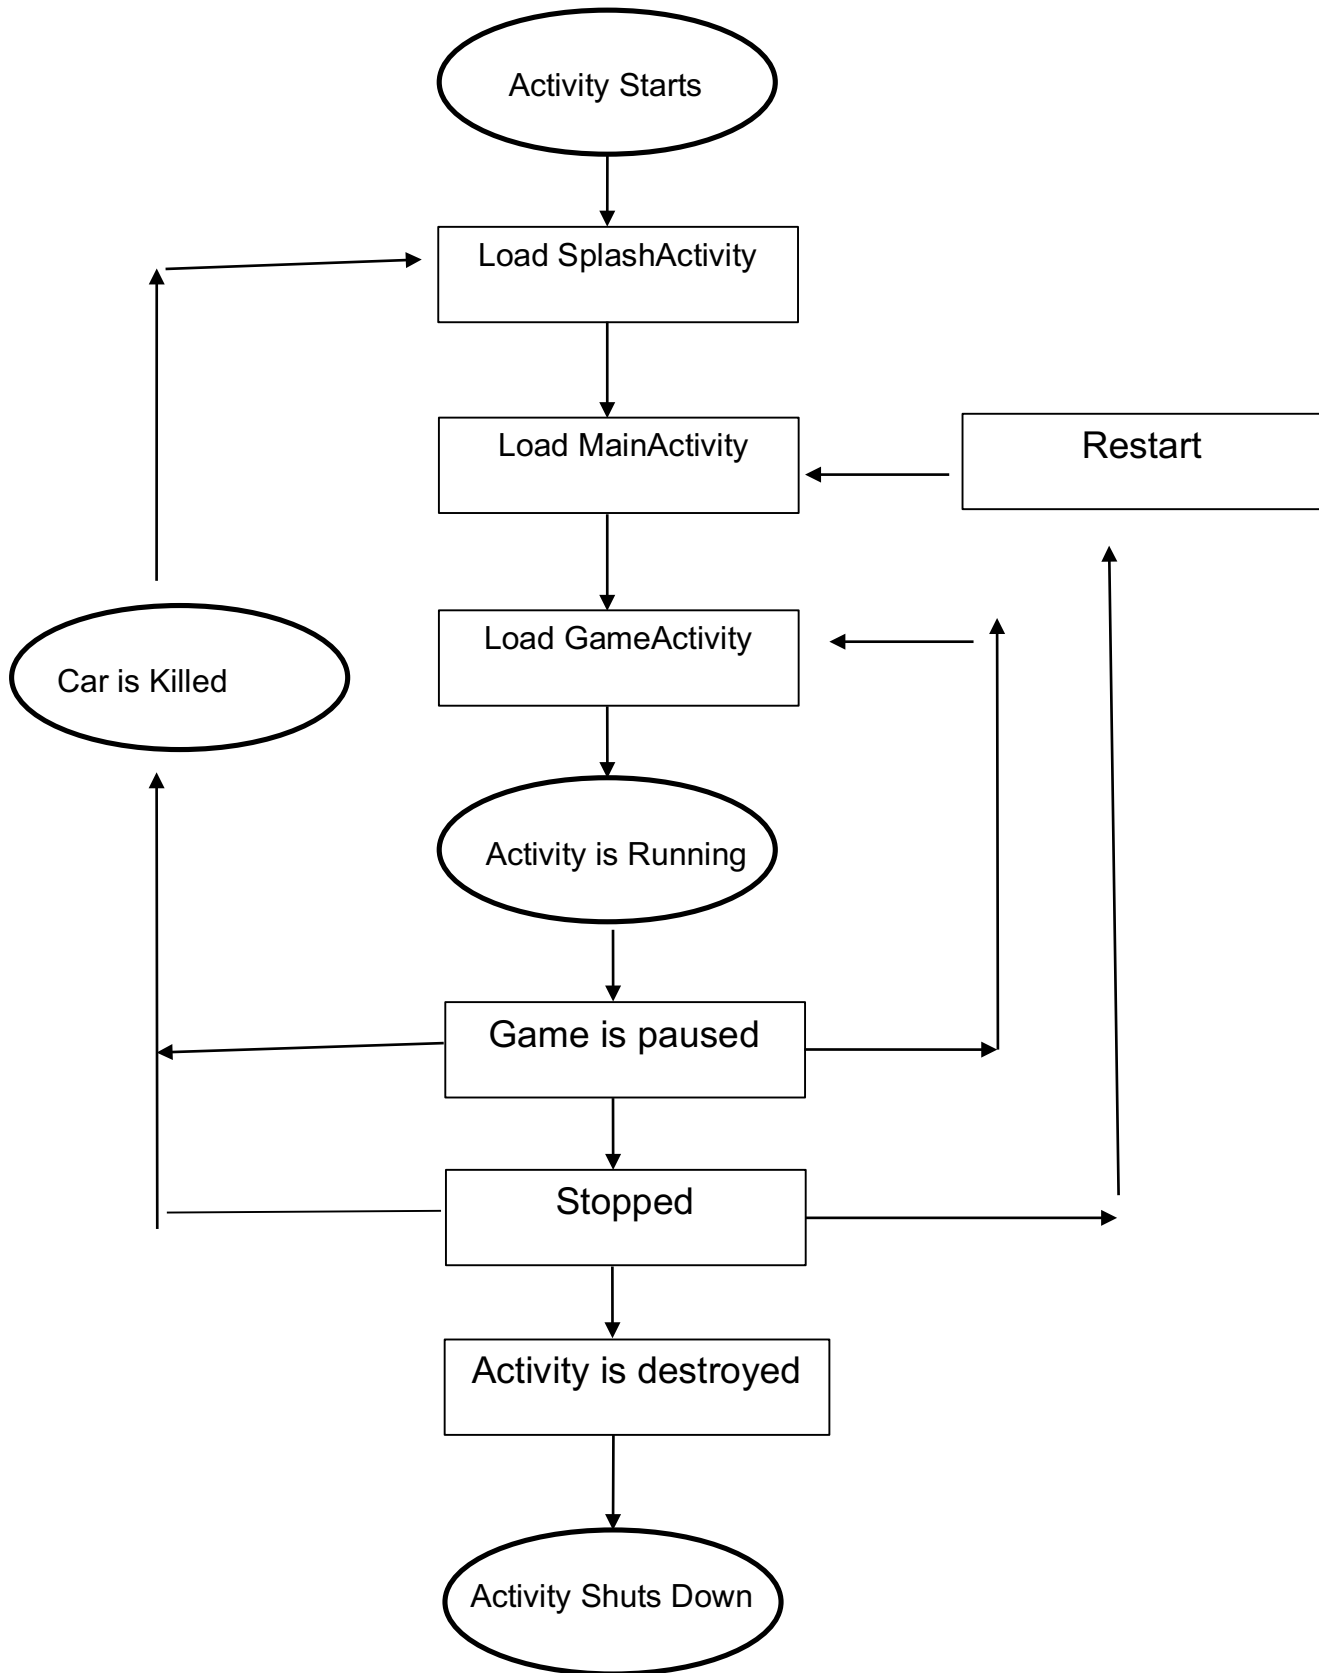 Activity Starts
Load SplashActivity
Load MainActivity
Restart
Load GameActivity
Car is Killed
Activity is Running
Game is paused
Stopped
Activity is destroyed
Activity Shuts Down